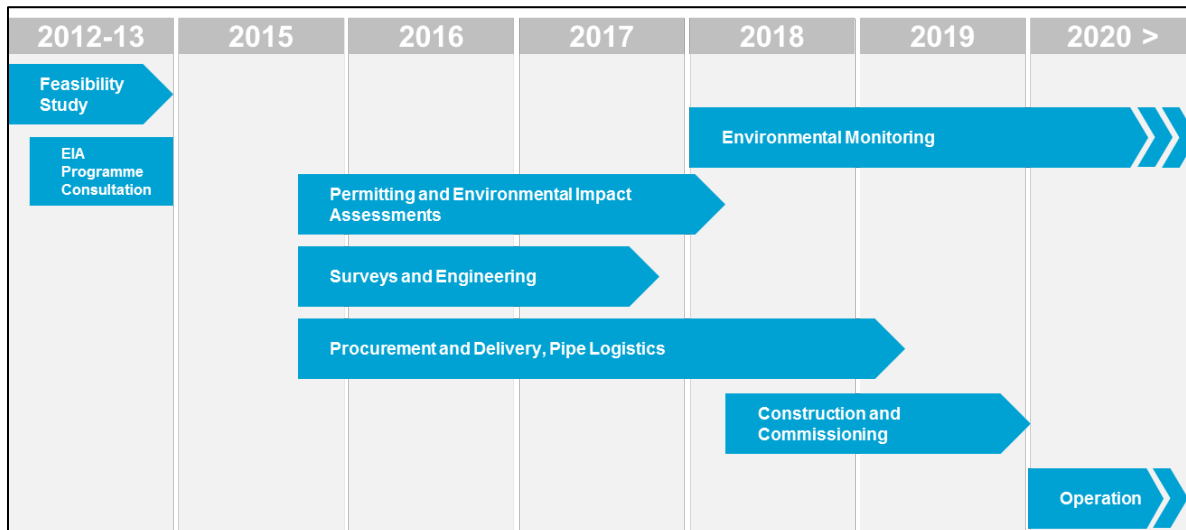 2012-13 2015 2016 2017 2018 2019 2020 >
Feasibility
Study
EIA
Programme
Consultation
Environmental Monitoring
Permitting and Environmental Impact
Assessments
Surveys and Engineering
Procurement and Delivery, Pipe Logistics
Construction and
Commissioning
Operation